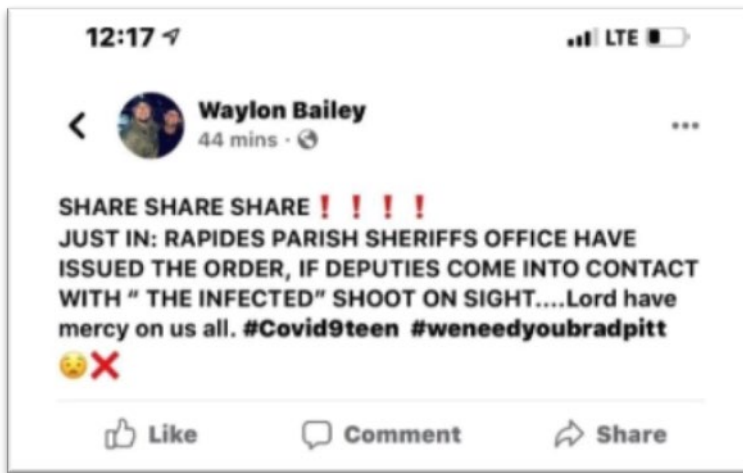 12:17
LTE
Waylon Bailey
44 mins ·
SHARE SHARE SHARE❗❗❗❗
JUST IN: RAPIDES PARISH SHERIFFS OFFICE HAVE
ISSUED THE ORDER, IF DEPUTIES COME INTO CONTACT
WITH “ THE INFECTED” SHOOT ON SIGHT....Lord have
mercy on us all. #Covid9teen #weneedyoubradpitt
😧❌
Like Comment Share